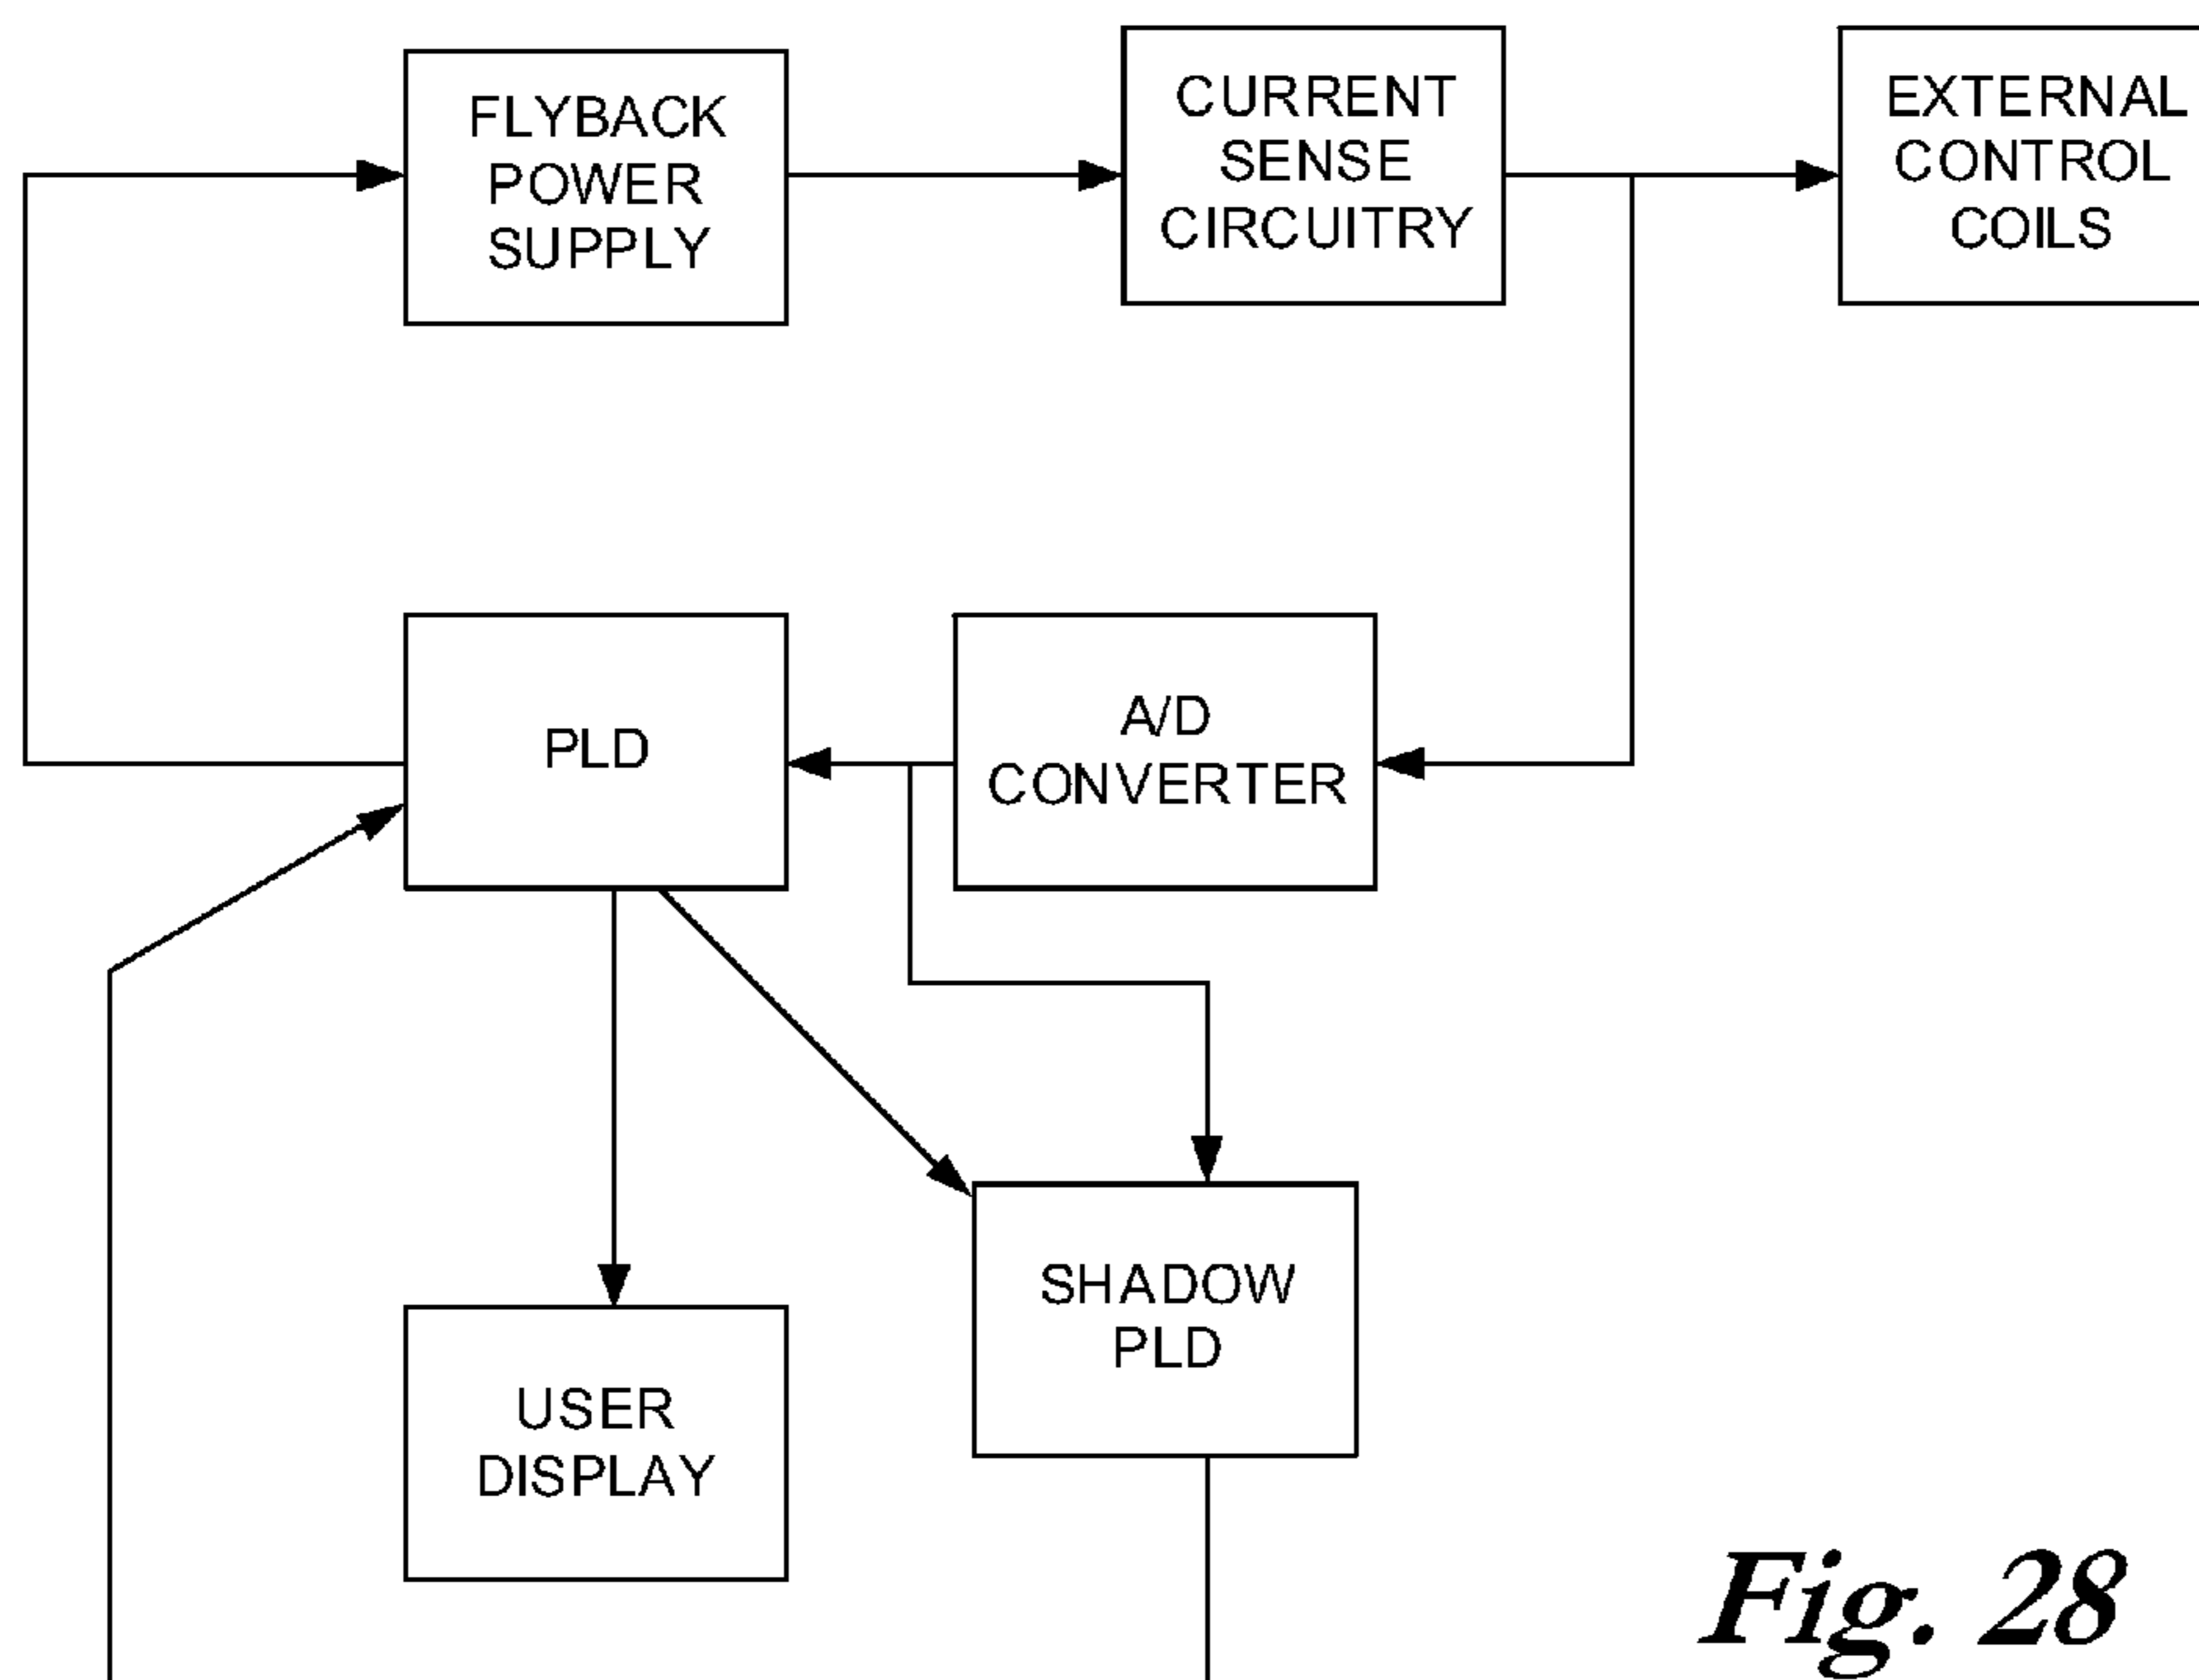 FLYBACK
POWER
SUPPLY
CURRENT
SENSE
CIRCUITRY
EXTERNAL
CONTROL
COILS
PLD
A/D
CONVERTER
SHADOW
PLD
USER
DISPLAY
Fig. 28